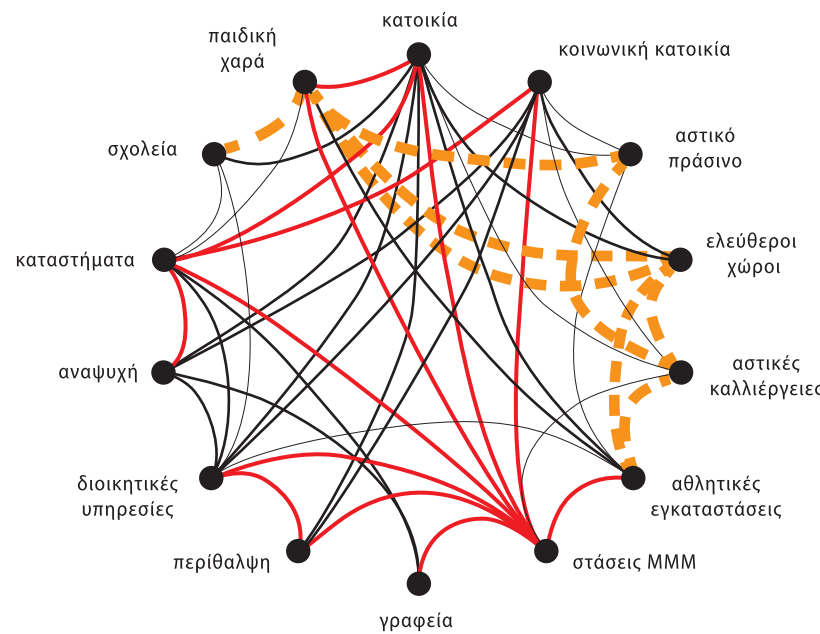 κατοικία
παιδική
χαρά
κοινωνική κατοικία
σχολεία
αστικό
πράσινο
καταστήματα
ελεύθεροι
χώροι
αναψυχή
αστικές
καλλιέργειες
διοικητικές
υπηρεσίες
αθλητικές
εγκαταστάσεις
περίθαλψη
στάσεις ΜΜΜ
γραφεία